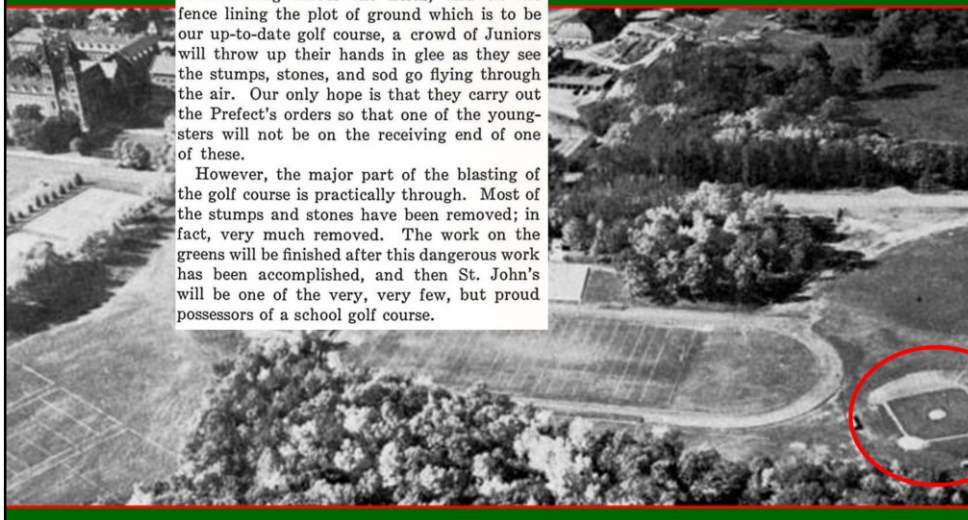 fence lining the plot of ground which is to be
our up-to-date golf course, a crowd of Juniors
will throw up their hands in glee as they see
the stumps, stones, and sod go flying through
the air. Our only hope is that they carry out
the Prefect's orders so that one of the young-
sters will not be on the receiving end of one
of these.
However, the major part of the blasting of
the golf course is practically through. Most of
the stumps and stones have been removed; in
fact, very much removed. The work on the
greens will be finished after this dangerous work
has been accomplished, and then St. John's
will be one of the very, very few, but proud
possessors of a school golf course.